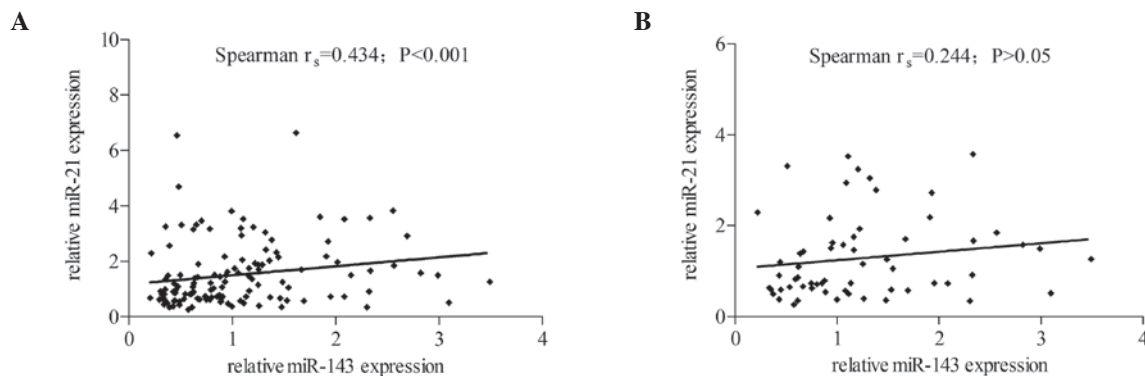 A
Spearman rs=0.434; P<0.001
relative miR-21 expression
10
8
6
4
2
0
0 1 2 3 4
relative miR-143 expression
B
Spearman rs=0.244; P>0.05
relative miR-21 expression
6
4
2
0
0 1 2 3 4
relative miR-143 expression